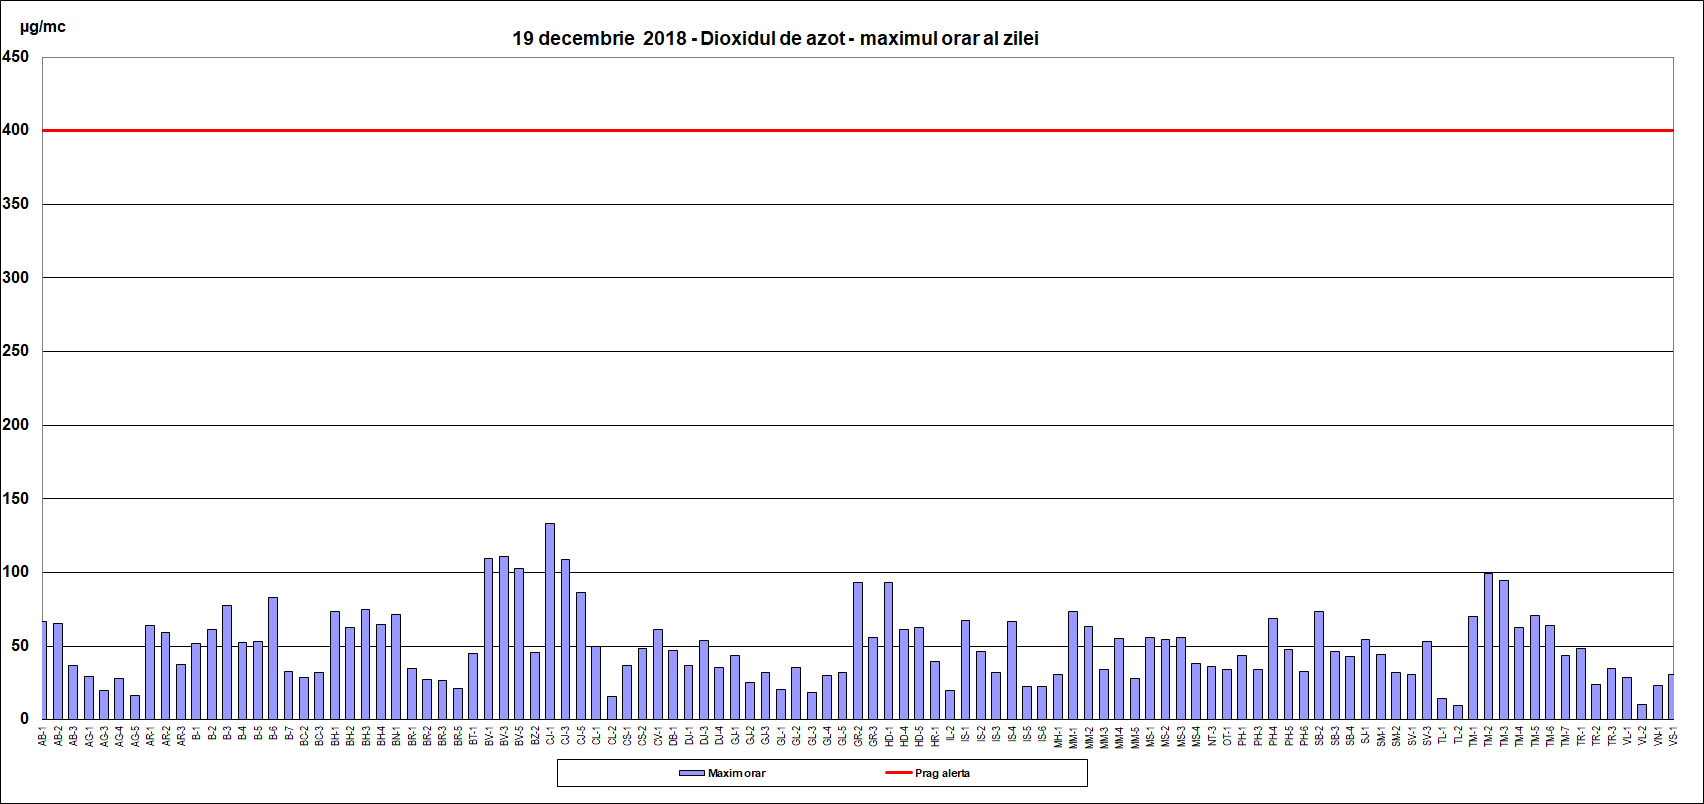 µg/mc
19 decembrie 2018 - Dioxidul de azot - maximul orar al zilei
450
400
350
300
250
200
150
100
50
0
AB-1 AB-2 AB-3 AG-1 AG-3 AG-4 AG-5 AR-1 AR-2 AR-3 B-1 B-2 B-3 B-4 B-5 B-6 B-7 BC-2 BC-3 BH-1 BH-2 BH-3 BH-4 BN-1 BR-1 BR-2 BR-3 BR-5 BT-1 BV-1 BV-3 BV-5 BZ-2 CJ-1 CJ-3 CJ-5 CL-1 CL-2 CS-1 CS-2 CV-1 DB-1 DJ-1 DJ-3 DJ-4 GJ-1 GJ-2 GJ-3 GL-1 GL-2 GL-3 GL-4 GL-5 GR-2 GR-3 HD-1 HD-4 HD-5 HR-1 IL-2 IS-1 IS-2 IS-3 IS-4 IS-5 IS-6 MH-1 MM-1 MM-2 MM-3 MM-4 MM-5 MS-1 MS-2 MS-3 MS-4 NT-3 OT-1 PH-1 PH-3 PH-4 PH-5 PH-6 SB-2 SB-3 SB-4 SJ-1 SM-1 SM-2 SV-1 SV-3 TL-1 TL-2 TM-1 TM-2 TM-3 TM-4 TM-5 TM-6 TM-7 TR-1 TR-2 TR-3 VL-1 VL-2 VN-1 VS-1
Maxim orar Prag alerta